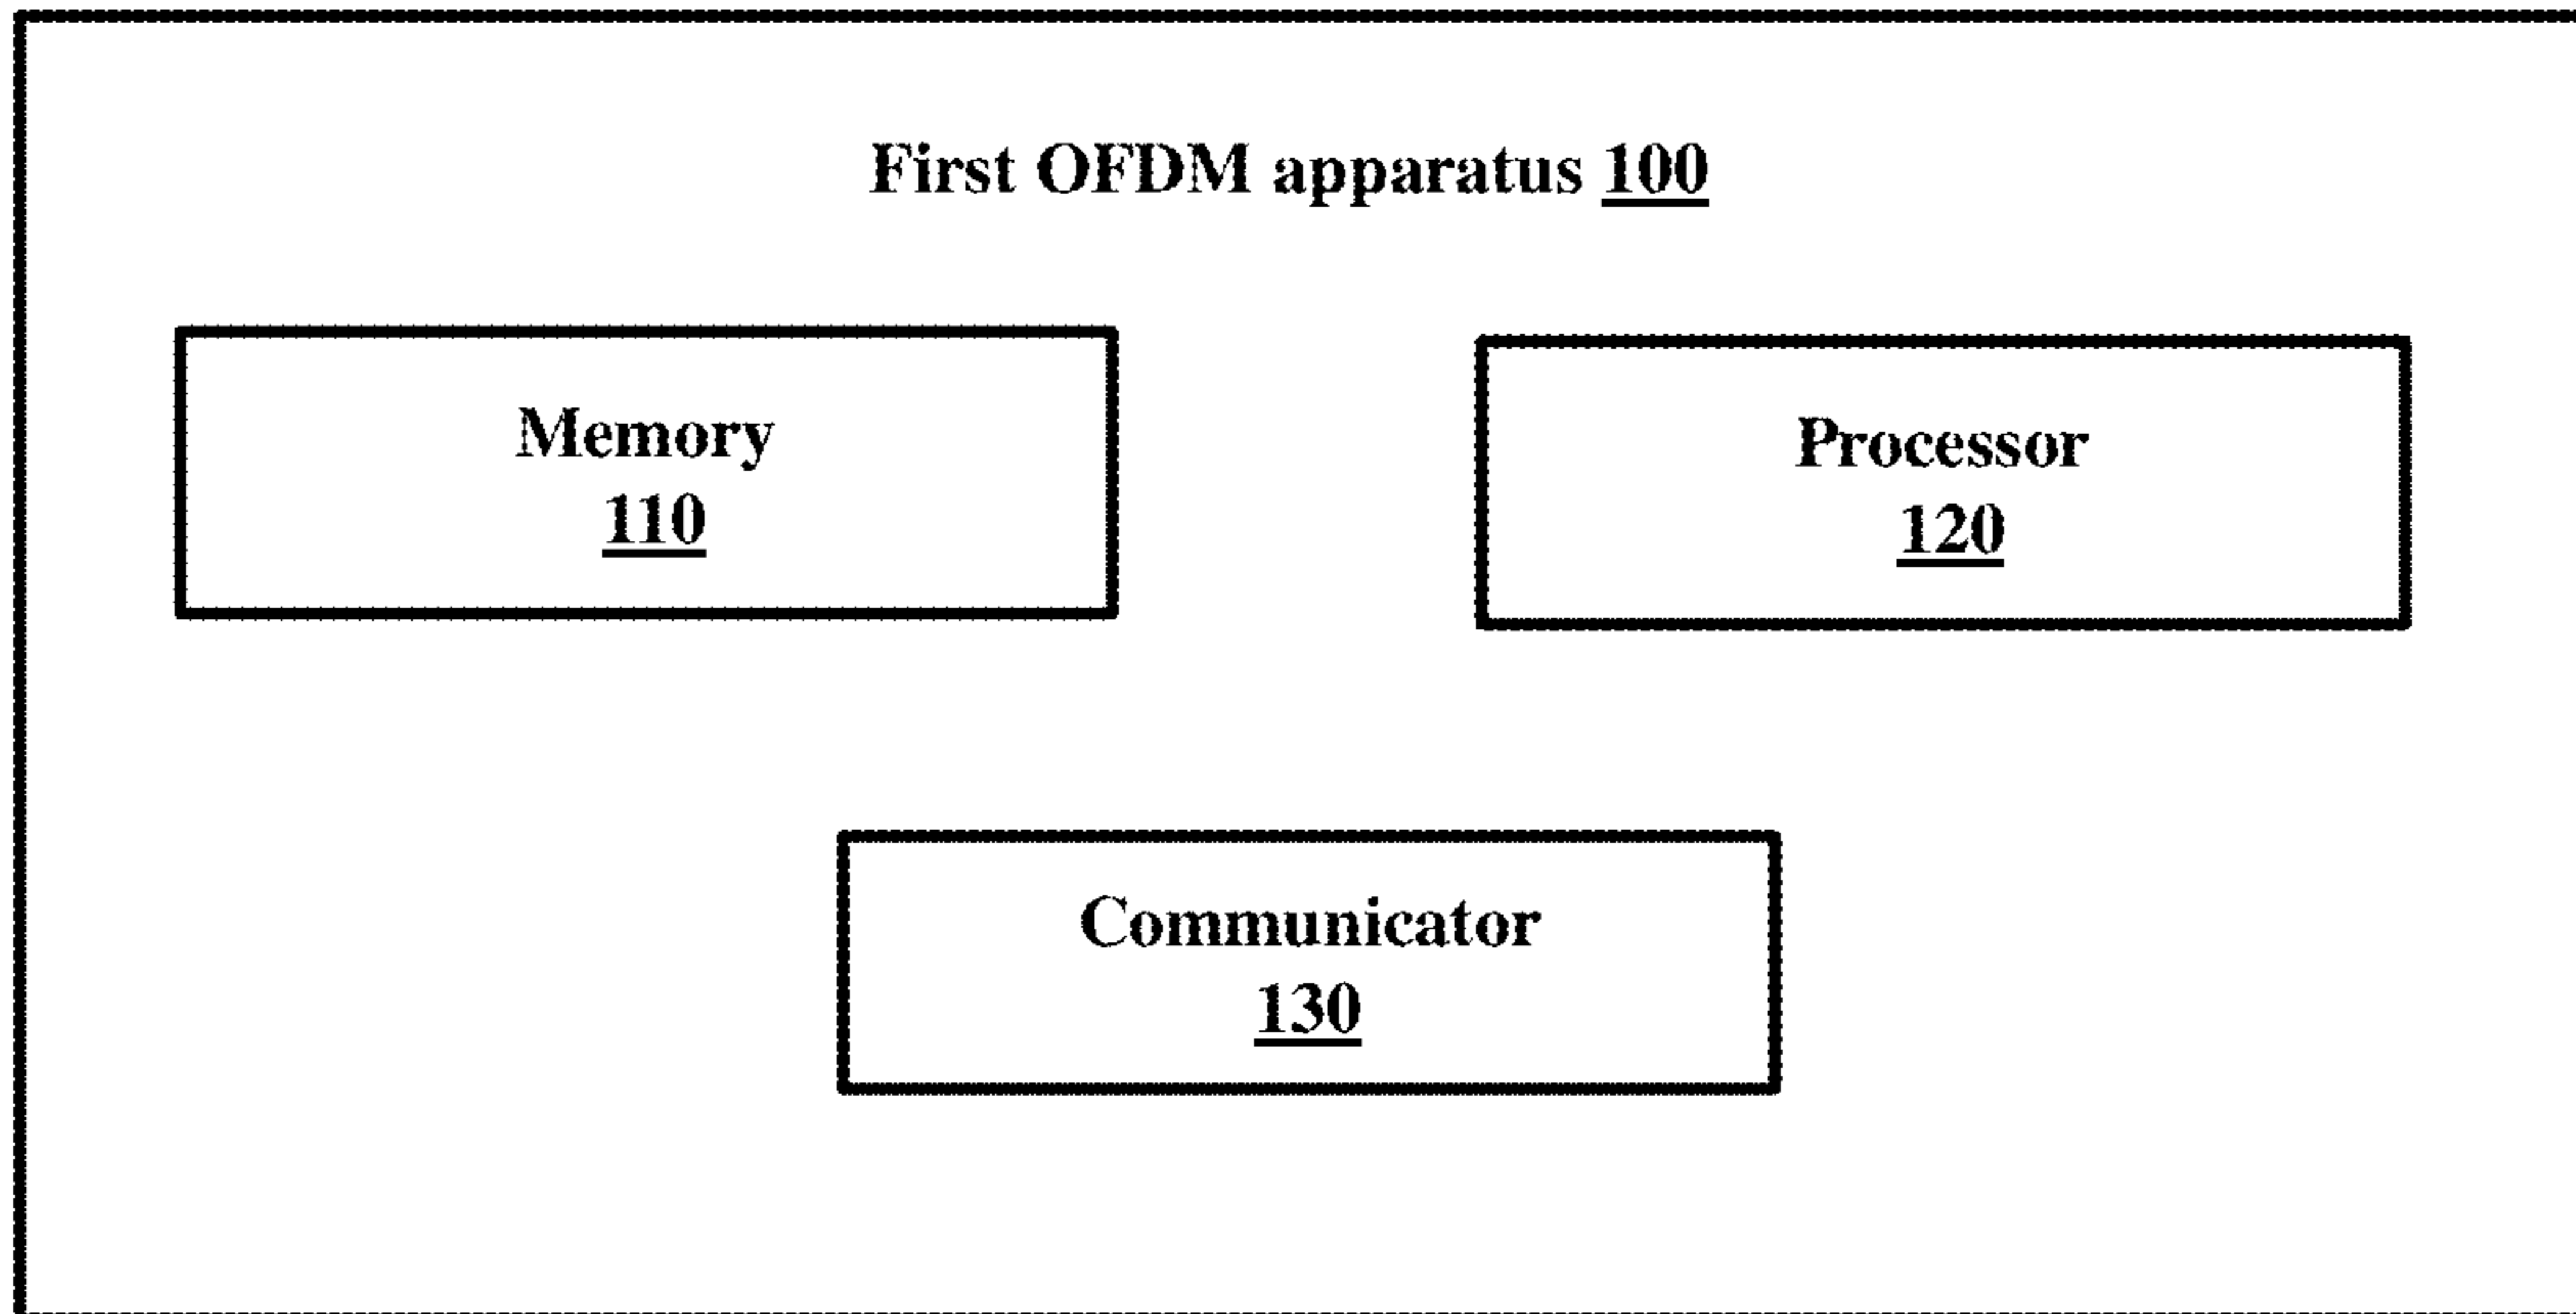 First OFDM apparatus 100
Memory
110
Processor
120
Communicator
130